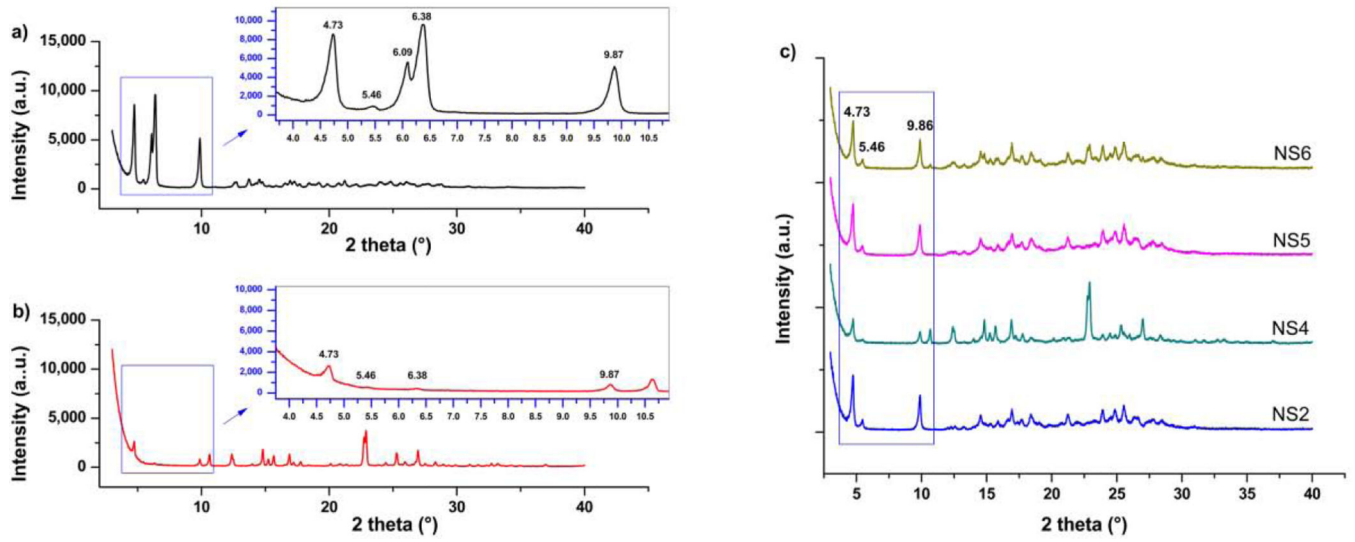 a)
15,000
10,000
5,000
0
Intensity (a.u.)
10
20
30
40
2 theta (°)
10,000
8,000
6,000
4,000
2,000
0
4.73
5.46
6.09
6.38
9.87
4.0 4.5 5.0 5.5 6.0 6.5 7.0 7.5 8.0 8.5 9.0 9.5 10.0 10.5
b)
15,000
10,000
5,000
0
Intensity (a..u)
10
20
30
40
2 theta (°)
10,000
8,000
6,000
4,000
2,000
0
4.73
5.46
6.38
9.87
4.0 4.5 5.0 5.5 6.0 6.5 7.0 7.5 8.0 8.5 9.0 9.5 10.0 10.5
c)
Intensity (a.u.)
4.73
5.46
9.86
NS6
NS5
NS4
NS2
5 10 15 20 25 30 35 40
2 theta (°)